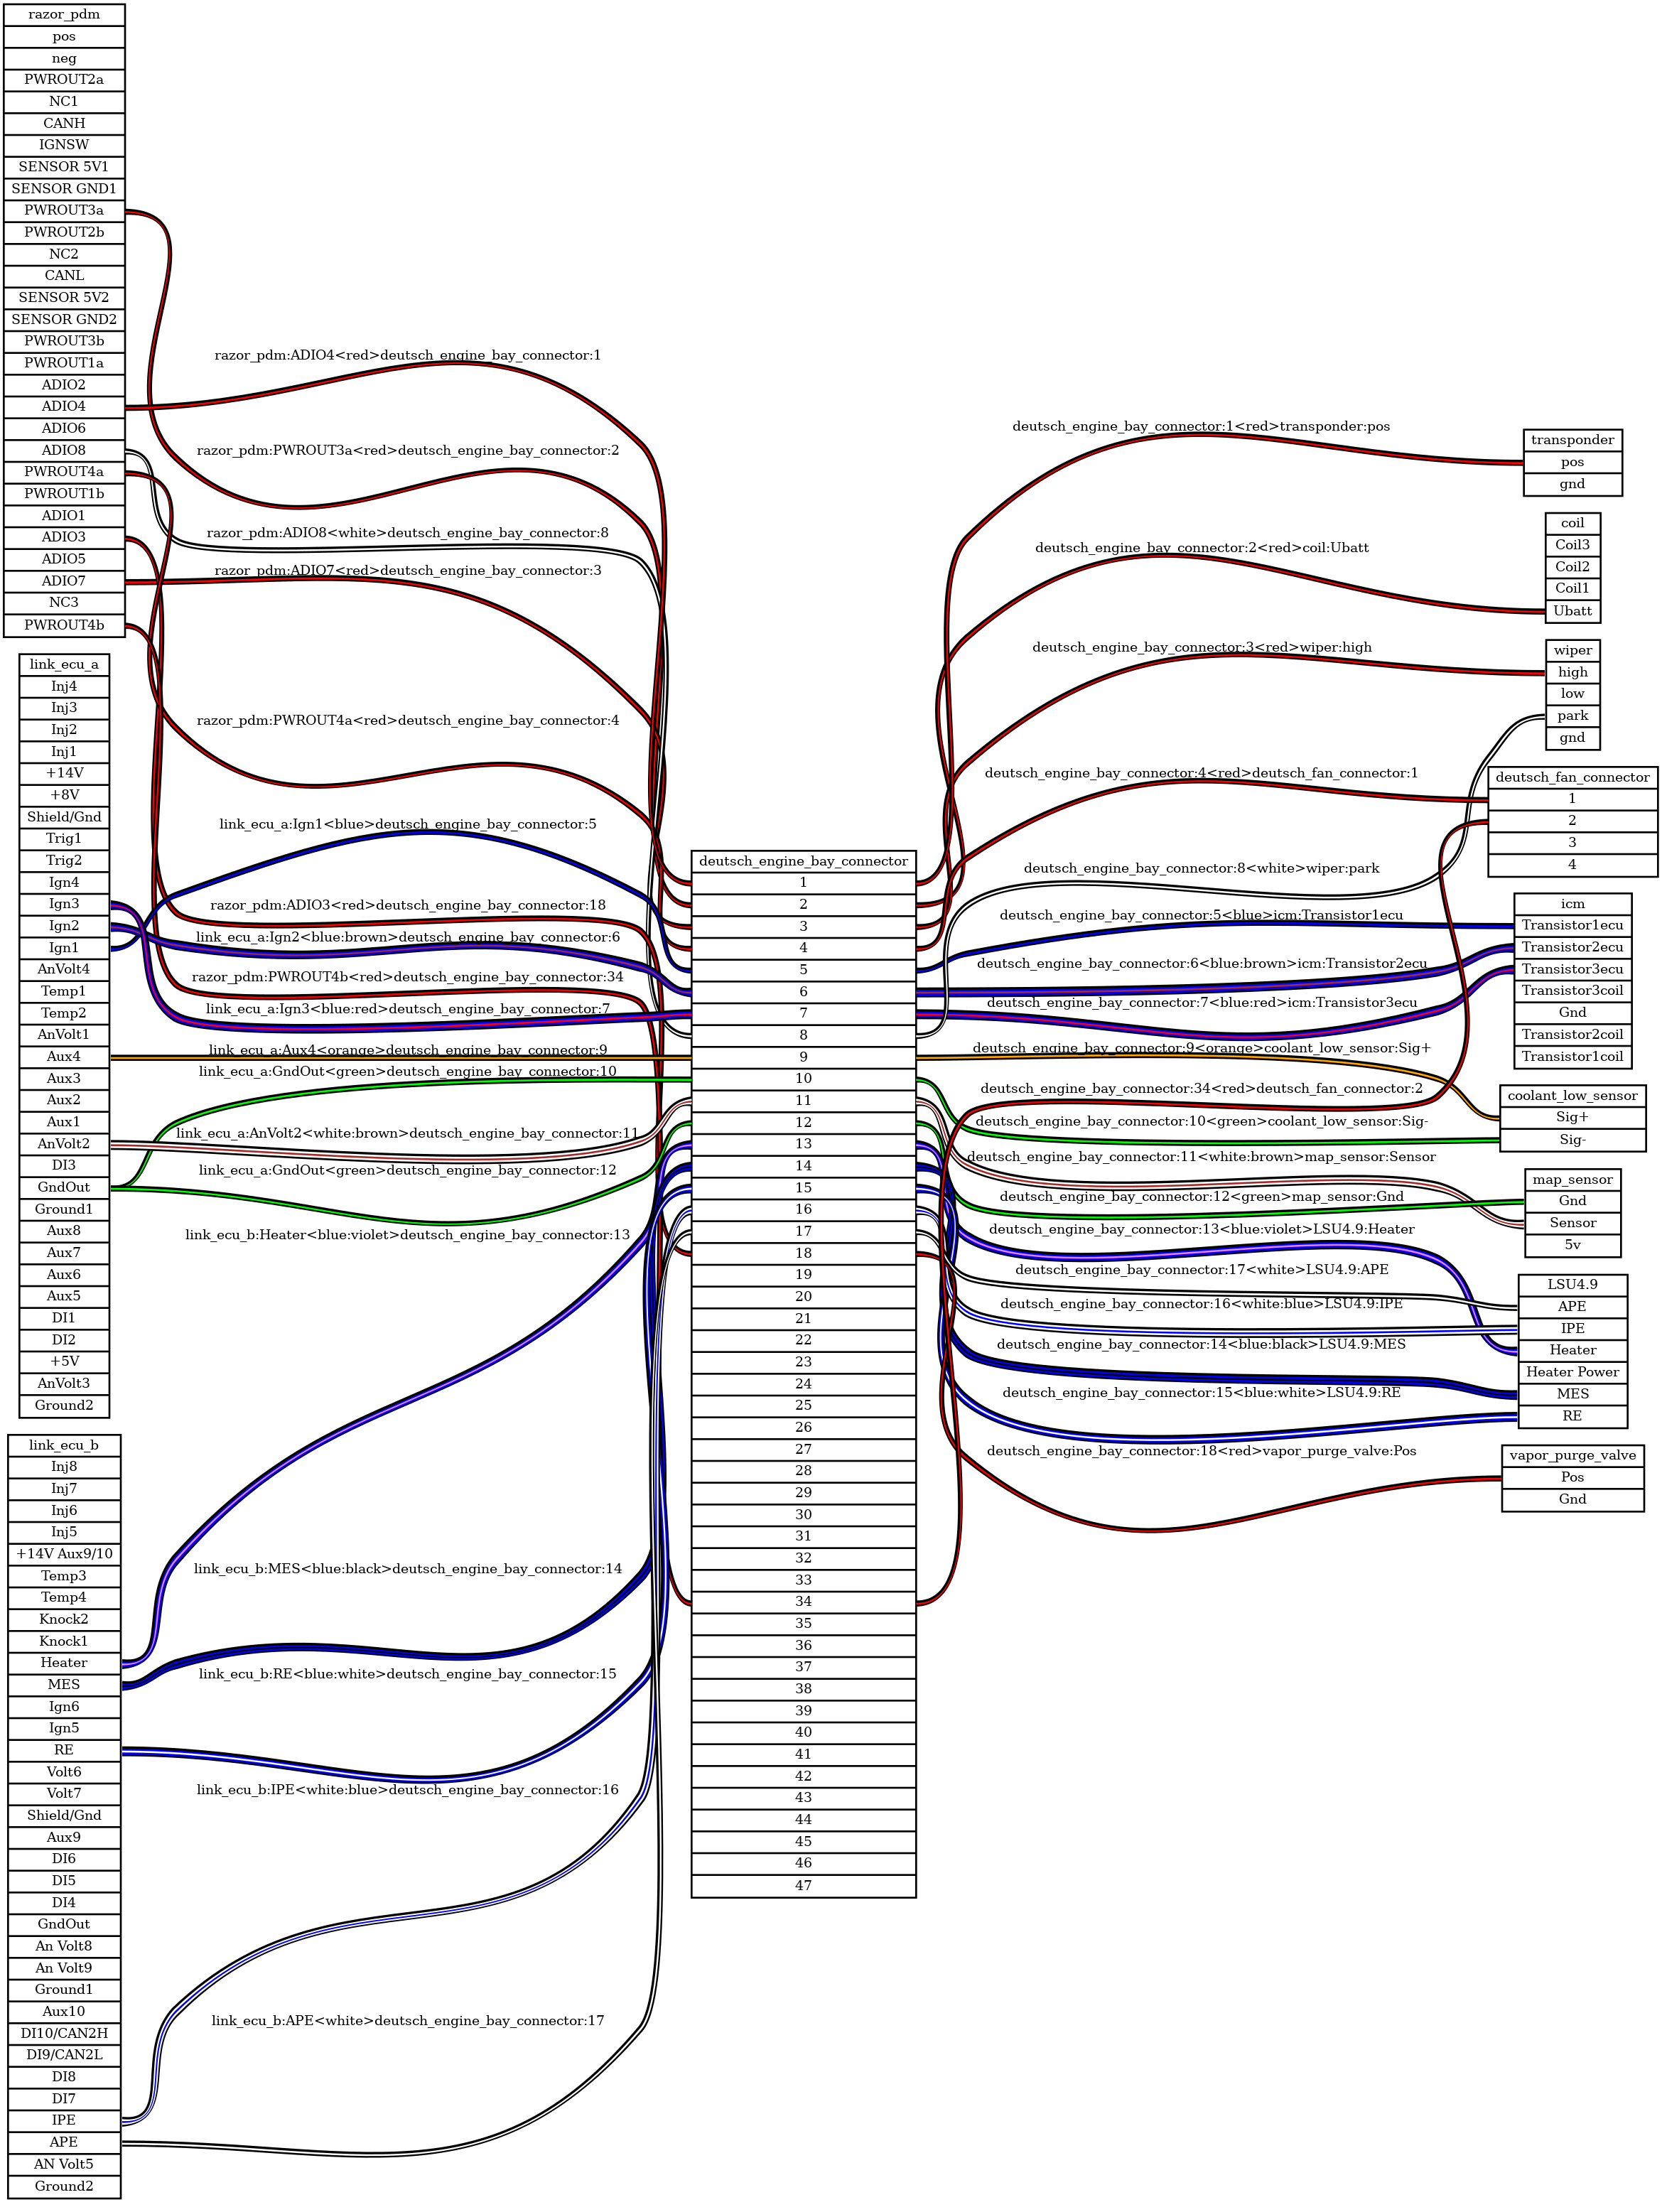 razor_pdm
pos
neg
PWROUT2a
NC1
CANH
IGNSW
SENSOR 5V1
SENSOR GND1
PWROUT3a
PWROUT2b
NC2
CANL
SENSOR 5V2
SENSOR GND2
PWROUT3b
PWROUT1a
ADIO2
ADIO4
ADIO6
ADIO8
PWROUT4a
PWROUT1b
ADIO1
ADIO3
ADIO5
ADIO7
NC3
PWROUT4b
link_ecu_a
Inj4
Inj3
Inj2
Inj1
+14V
+8V
Shield/Gnd
Trig1
Trig2
Ign4
Ign3
Ign2
Ign1
AnVolt4
Temp1
Temp2
AnVolt1
Aux4
Aux3
Aux2
Aux1
AnVolt2
DI3
GndOut
Ground1
Aux8
Aux7
Aux6
Aux5
DI1
DI2
+5V
AnVolt3
Ground2
link_ecu_b
Inj8
Inj7
Inj6
Inj5
+14V Aux9/10
Temp3
Temp4
Knock2
Knock1
Heater
MES
Ign6
Ign5
RE
Volt6
Volt7
Shield/Gnd
Aux9
DI6
DI5
DI4
GndOut
An Volt8
An Volt9
Ground1
Aux10
DI10/CAN2H
DI9/CAN2L
DI8
DI7
IPE
APE
AN Volt5
Ground2
razor_pdm:ADIO4<red>deutsch_engine_bay_connector:1
razor_pdm:PWROUT3a<red>deutsch_engine_bay_connector:2
razor_pdm:ADIO8<white>deutsch_engine_bay_connector:8
razor_pdm:ADIO7<red>deutsch_engine_bay_connector:3
razor_pdm:PWROUT4a<red>deutsch_engine_bay_connector:4
link_ecu_a:Ign1<blue>deutsch_engine_bay_connector:5
razor_pdm:ADIO3<red>deutsch_engine_bay_connector:18
link_ecu_a:Ign2<blue:brown>deutsch_engine_bay_connector:6
razor_pdm:PWROUT4b<red>deutsch_engine_bay_connector:34
link_ecu_a:Ign3<blue:red>deutsch_engine_bay_connector:7
link_ecu_a:Aux4<orange>deutsch_engine_bay_connector:9
link_ecu_a:GndOut<green>deutsch_engine_bay_connector:10
link_ecu_a:AnVolt2<white:brown>deutsch_engine_bay_connector:11
link_ecu_a:GndOut<green>deutsch_engine_bay_connector:12
link_ecu_b:Heater<blue:violet>deutsch_engine_bay_connector:13
link_ecu_b:MES<blue:black>deutsch_engine_bay_connector:14
link_ecu_b:RE<blue:white>deutsch_engine_bay_connector:15
link_ecu_b:IPE<white:blue>deutsch_engine_bay_connector:16
link_ecu_b:APE<white>deutsch_engine_bay_connector:17
deutsch_engine_bay_connector
1
2
3
4
5
6
7
8
9
10
11
12
13
14
15
16
17
18
19
20
21
22
23
24
25
26
27
28
29
30
31
32
33
34
35
36
37
38
39
40
41
42
43
44
45
46
47
deutsch_engine_bay_connector:1<red>transponder:pos
deutsch_engine_bay_connector:2<red>coil:Ubatt
deutsch_engine_bay_connector:3<red>wiper:high
deutsch_engine_bay_connector:4<red>deutsch_fan_connector:1
deutsch_engine_bay_connector:8<white>wiper:park
deutsch_engine_bay_connector:5<blue>icm:Transistor1ecu
deutsch_engine_bay_connector:6<blue:brown>icm:Transistor2ecu
deutsch_engine_bay_connector:7<blue:red>icm:Transistor3ecu
deutsch_engine_bay_connector:9<orange>coolant_low_sensor:Sig+
deutsch_engine_bay_connector:34<red>deutsch_fan_connector:2
deutsch_engine_bay_connector:10<green>coolant_low_sensor:Sig-
deutsch_engine_bay_connector:11<white:brown>map_sensor:Sensor
deutsch_engine_bay_connector:12<green>map_sensor:Gnd
deutsch_engine_bay_connector:13<blue:violet>LSU4.9:Heater
deutsch_engine_bay_connector:17<white>LSU4.9:APE
deutsch_engine_bay_connector:16<white:blue>LSU4.9:IPE
deutsch_engine_bay_connector:14<blue:black>LSU4.9:MES
deutsch_engine_bay_connector:15<blue:white>LSU4.9:RE
deutsch_engine_bay_connector:18<red>vapor_purge_valve:Pos
transponder
pos
gnd
coil
Coil3
Coil2
Coil1
Ubatt
wiper
high
low
park
gnd
deutsch_fan_connector
1
2
3
4
icm
Transistor1ecu
Transistor2ecu
Transistor3ecu
Transistor3coil
Gnd
Transistor2coil
Transistor1coil
coolant_low_sensor
Sig+
Sig-
map_sensor
Gnd
Sensor
5v
LSU4.9
APE
IPE
Heater
Heater Power
MES
RE
vapor_purge_valve
Pos
Gnd